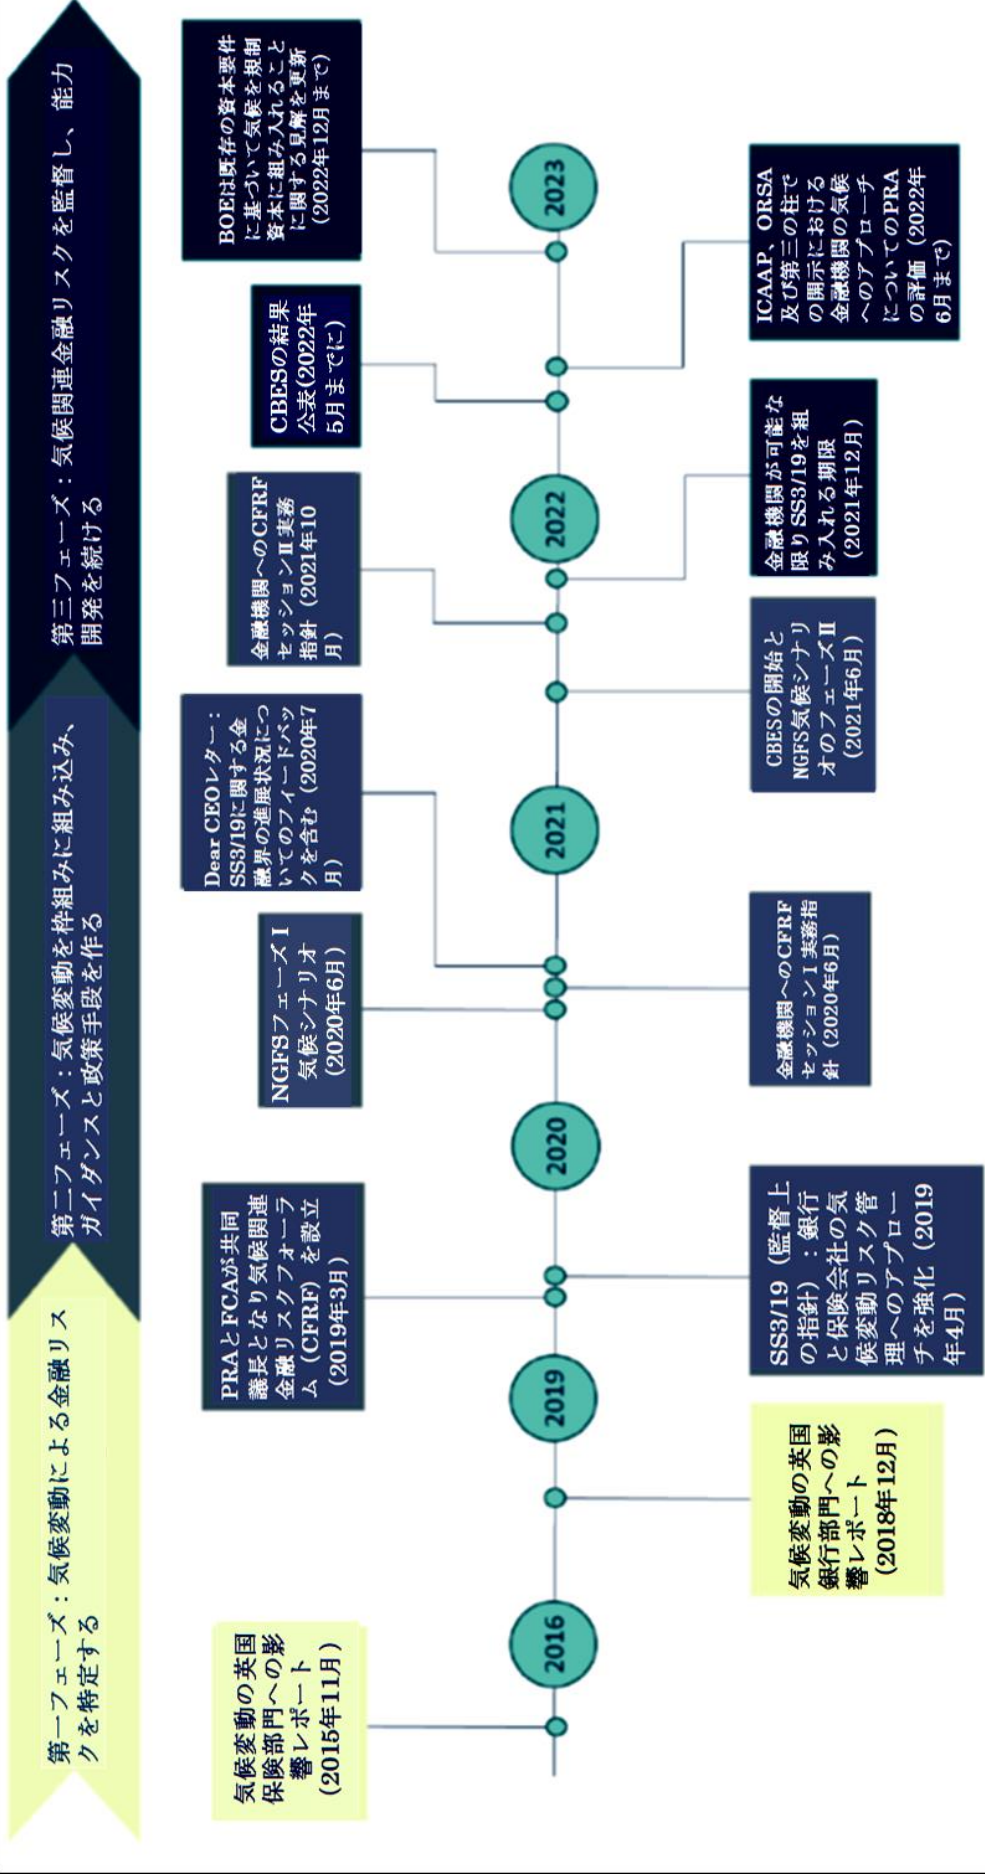 第一フェーズ：気候変動による金融リス
クを特定する
第二フェーズ：気候変動を枠組みに組み込み、
ガイダンスと政策手段を作る
第三フェーズ：気候関連金融リスクを監督し、能力
開発を続ける
気候変動の英国
保険部門への影
響レポート
（2015年11月）
PRAとFCAが共同
議長となり気候関連
金融リスクフォーラ
ム（CFRF）を設立
（2019年3月）
NGFSフェーズⅠ
気候シナリオ
（2020年6月）
Dear CEOレター：
SS3/19に関する金
融界の進展状況につ
いてのフィードバッ
クを含む（2020年7
月）
金融機関へのCFRF
セッションⅡ実務
指針（2021年10
月）
CBESの結果
公表(2022年
5月までに)
BOEは既存の資本要件
に基づいて気候を規制
資本に組み入れること
に関する見解を更新
（2022年12月まで）
2016
2019
2020
2021
2022
2023
気候変動の英国
銀行部門への影
響レポート
（2018年12月）
SS3/19（監督上
の指針）：銀行
と保険会社の気
候変動リスク管
理へのアプロー
チを強化（2019
年4月）
金融機関へのCFRF
セッションⅠ実務指
針（2020年6月）
CBESの開始と
NGFS気候シナリ
オのフェーズⅡ
（2021年6月）
金融機関が可能な
限りSS3/19を組
み入れる期限
（2021年12月）
ICAAP、ORSA
及び第三の柱で
の開示における
金融機関の気候
へのアプローチ
についてのPRA
の評価（2022年
6月まで）